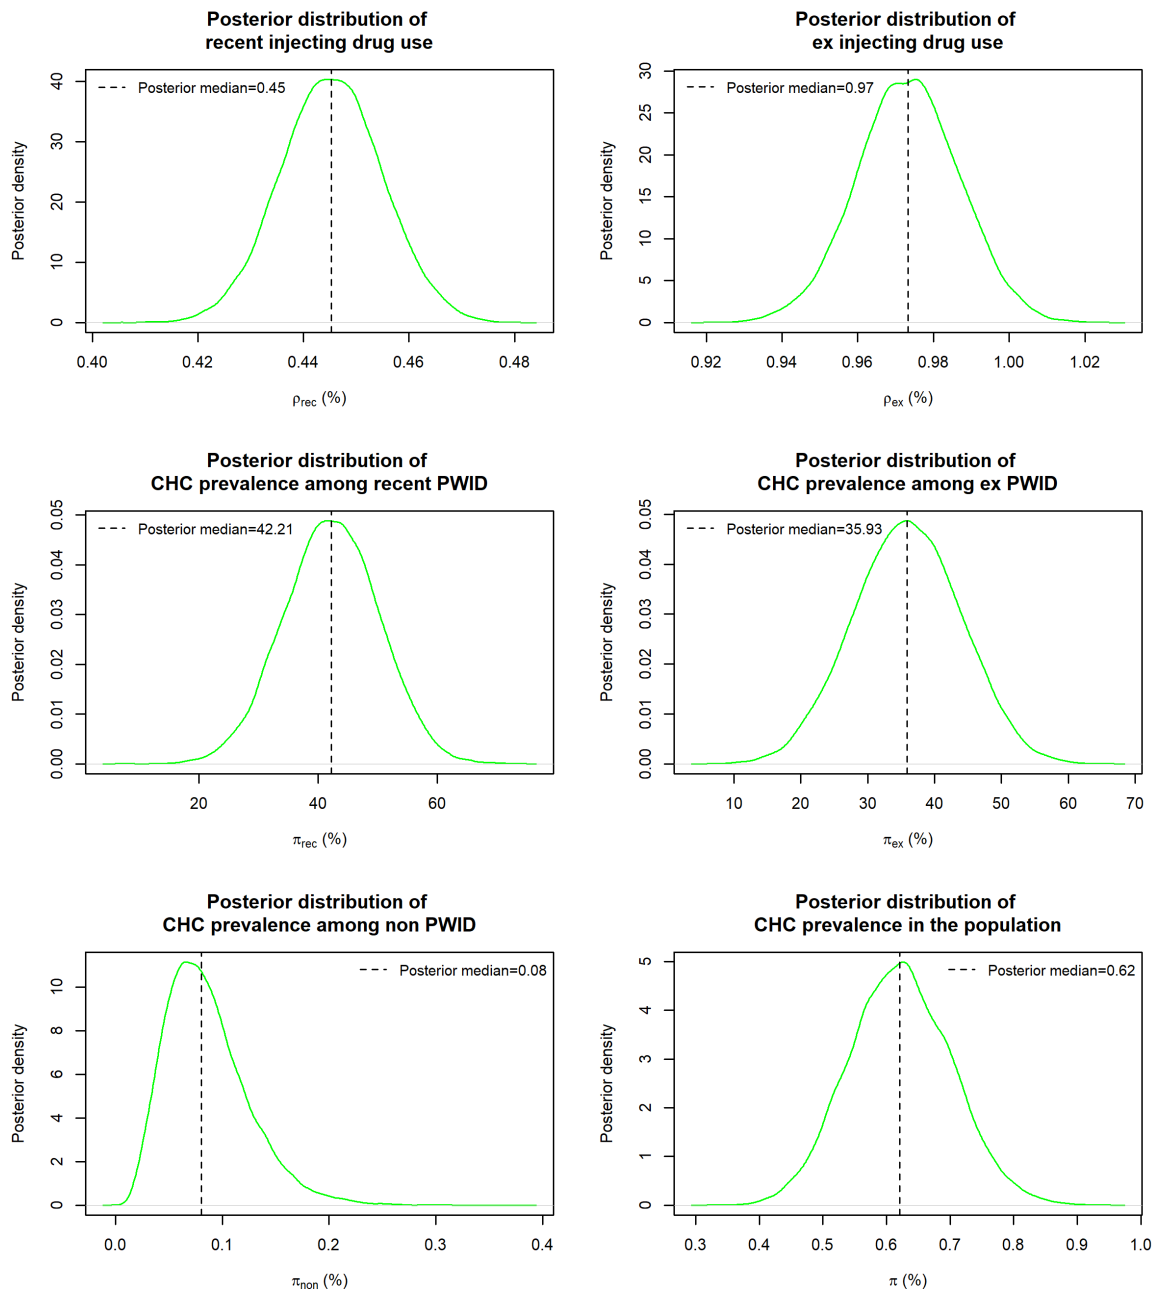 Posterior distribution of
recent injecting drug use
Posterior median=0.45
Posterior density
0
10
20
30
40
0.40
0.42
0.44
0.46
0.48
ρrec (%)
Posterior distribution of
ex injecting drug use
Posterior median=0.97
Posterior density
0
5
10
15
20
25
30
0.92
0.94
0.96
0.98
1.00
1.02
ρex (%)
Posterior distribution of
CHC prevalence among recent PWID
Posterior median=42.21
Posterior density
0.00
0.01
0.02
0.03
0.04
0.05
20
40
60
πrec (%)
Posterior distribution of
CHC prevalence among ex PWID
Posterior median=35.93
Posterior density
0.00
0.01
0.02
0.03
0.04
0.05
10
20
30
40
50
60
70
πex (%)
Posterior distribution of
CHC prevalence among non PWID
Posterior median=0.08
Posterior density
0
2
4
6
8
10
0.0
0.1
0.2
0.3
0.4
πnon (%)
Posterior distribution of
CHC prevalence in the population
Posterior median=0.62
Posterior density
0
1
2
3
4
5
0.3
0.4
0.5
0.6
0.7
0.8
0.9
1.0
π (%)